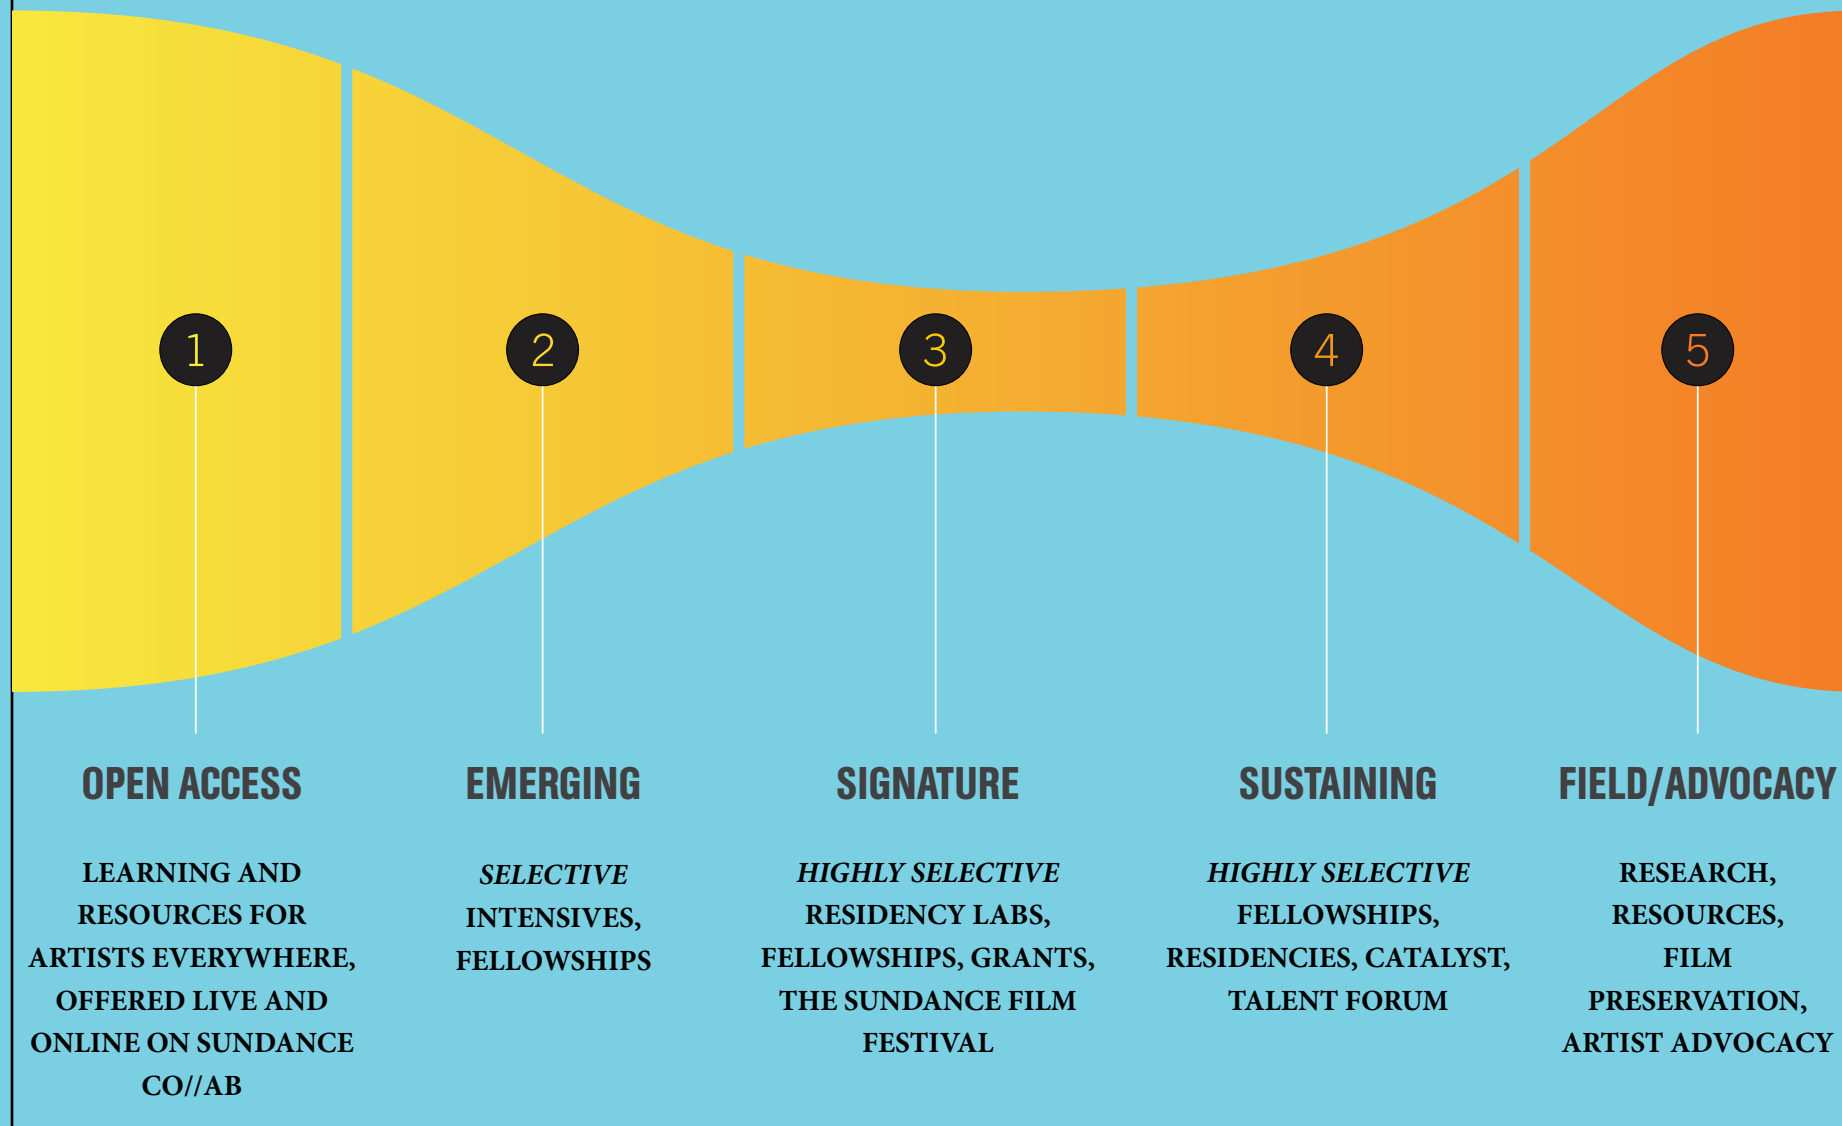 1
2
3
4
5
OPEN ACCESS
LEARNING AND
RESOURCES FOR
ARTISTS EVERYWHERE,
OFFERED LIVE AND
ONLINE ON SUNDANCE
CO//AB
EMERGING
SELECTIVE
INTENSIVES,
FELLOWSHIPS
SIGNATURE
HIGHLY SELECTIVE
RESIDENCY LABS,
FELLOWSHIPS, GRANTS,
THE SUNDANCE FILM
FESTIVAL
SUSTAINING
HIGHLY SELECTIVE
FELLOWSHIPS,
RESIDENCIES, CATALYST,
TALENT FORUM
FIELD/ADVOCACY
RESEARCH,
RESOURCES,
FILM
PRESERVATION,
ARTIST ADVOCACY